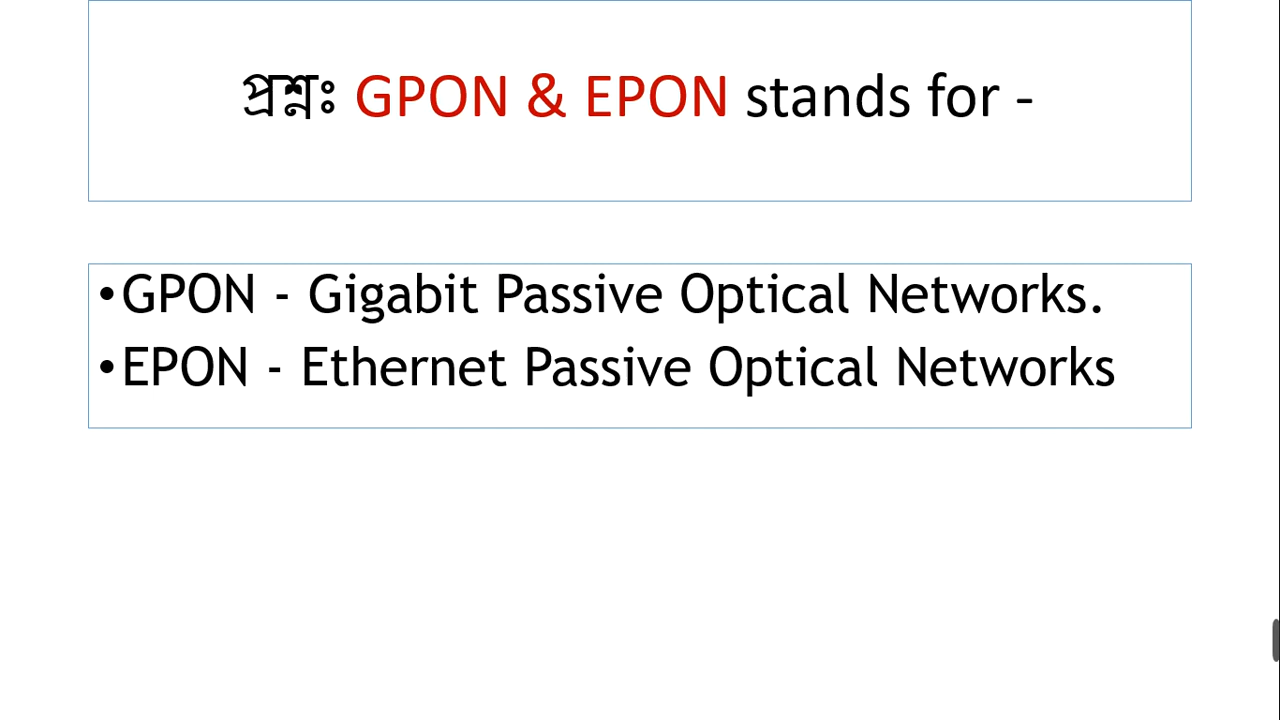 প্রশ্নঃ GPON & EPON stands for -
•GPON - Gigabit Passive Optical Networks.
•EPON - Ethernet Passive Optical Networks